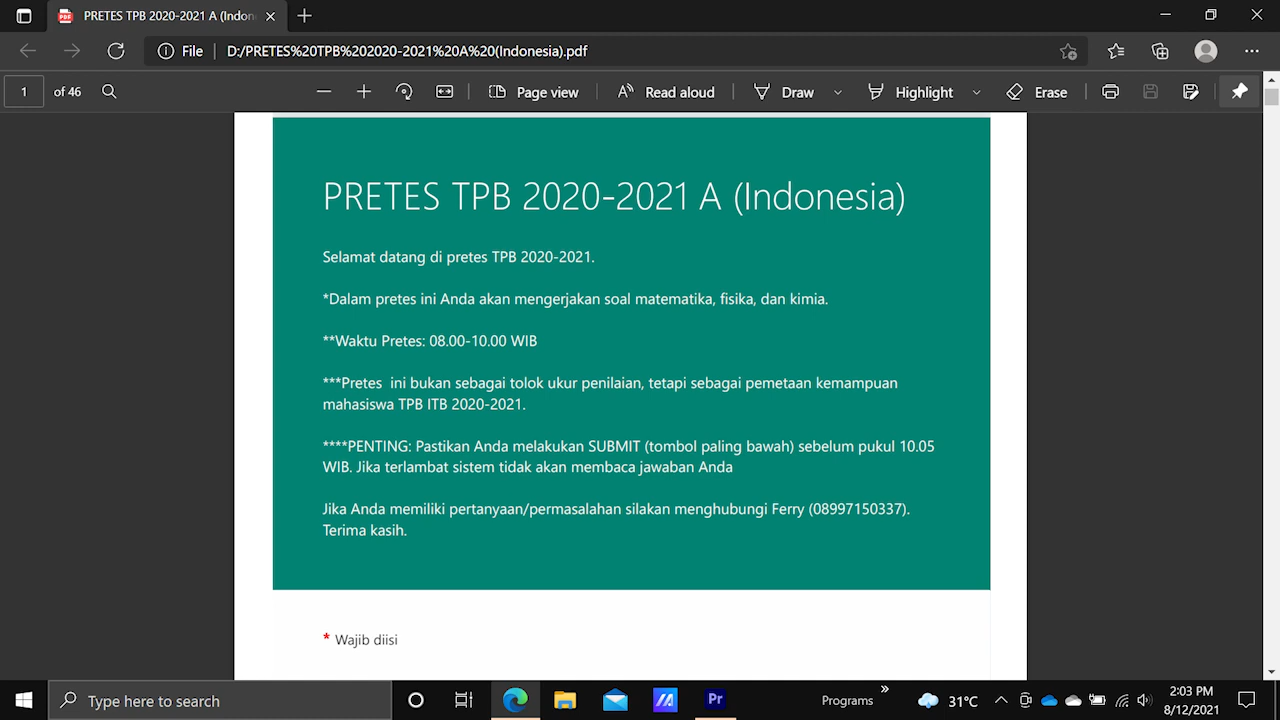 PRETES TPB 2020-2021 A (Indon
File
D:/PRETES%20TPB%202020-2021%20A%20(Indonesia).pdf
1 of 46
Page view
Read aloud
Draw
Highlight
Erase
PRETES TPB 2020-2021 A (Indonesia)
Selamat datang di pretes TPB 2020-2021.
*Dalam pretes ini Anda akan mengerjakan soal matematika, fisika, dan kimia.
**Waktu Pretes: 08.00-10.00 WIB
***Pretes  ini bukan sebagai tolok ukur penilaian, tetapi sebagai pemetaan kemampuan
mahasiswa TPB ITB 2020-2021.
****PENTING: Pastikan Anda melakukan SUBMIT (tombol paling bawah) sebelum pukul 10.05
WIB. Jika terlambat sistem tidak akan membaca jawaban Anda
Jika Anda memiliki pertanyaan/permasalahan silakan menghubungi Ferry (08997150337).
Terima kasih.
* Wajib diisi
Type here to search
Pr
Programs
31°C
2:03 PM
8/12/2021